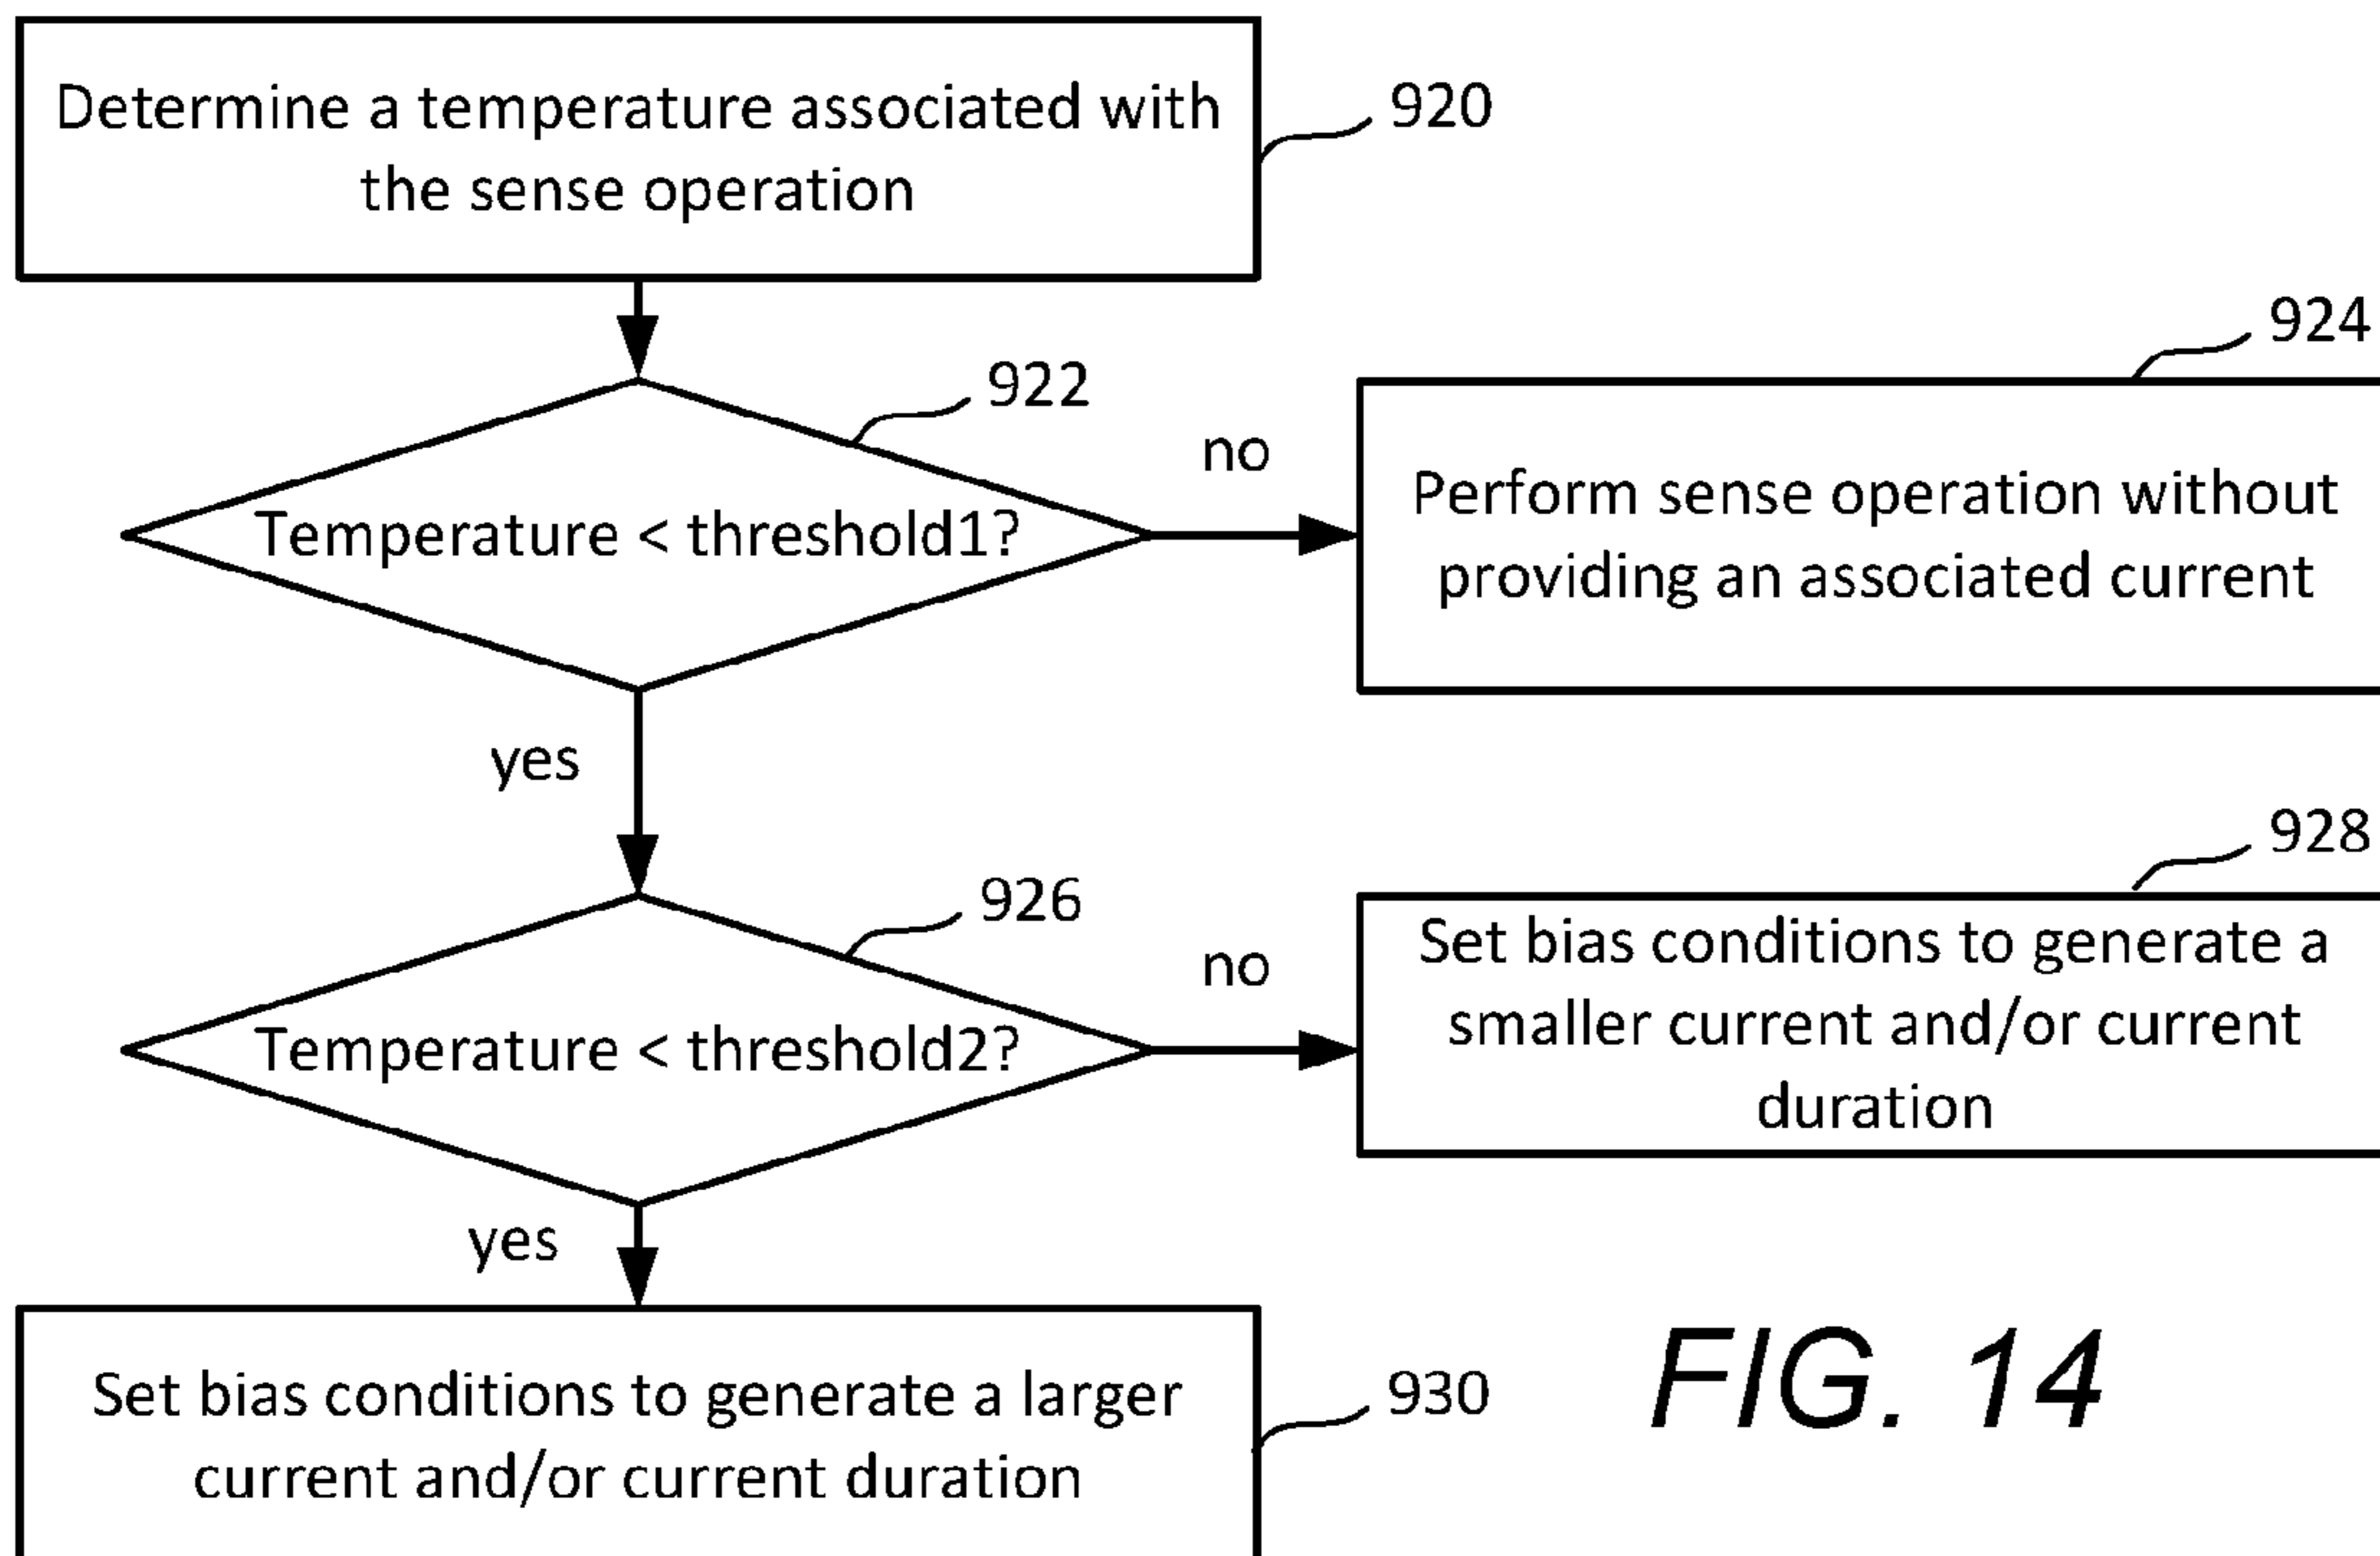 Determine a temperature associated with
the sense operation
920
922
Temperature < threshold1?
no
924
Perform sense operation without
providing an associated current
yes
926
Temperature < threshold2?
no
928
Set bias conditions to generate a
smaller current and/or current
duration
yes
Set bias conditions to generate a larger
current and/or current duration
930
FIG. 14